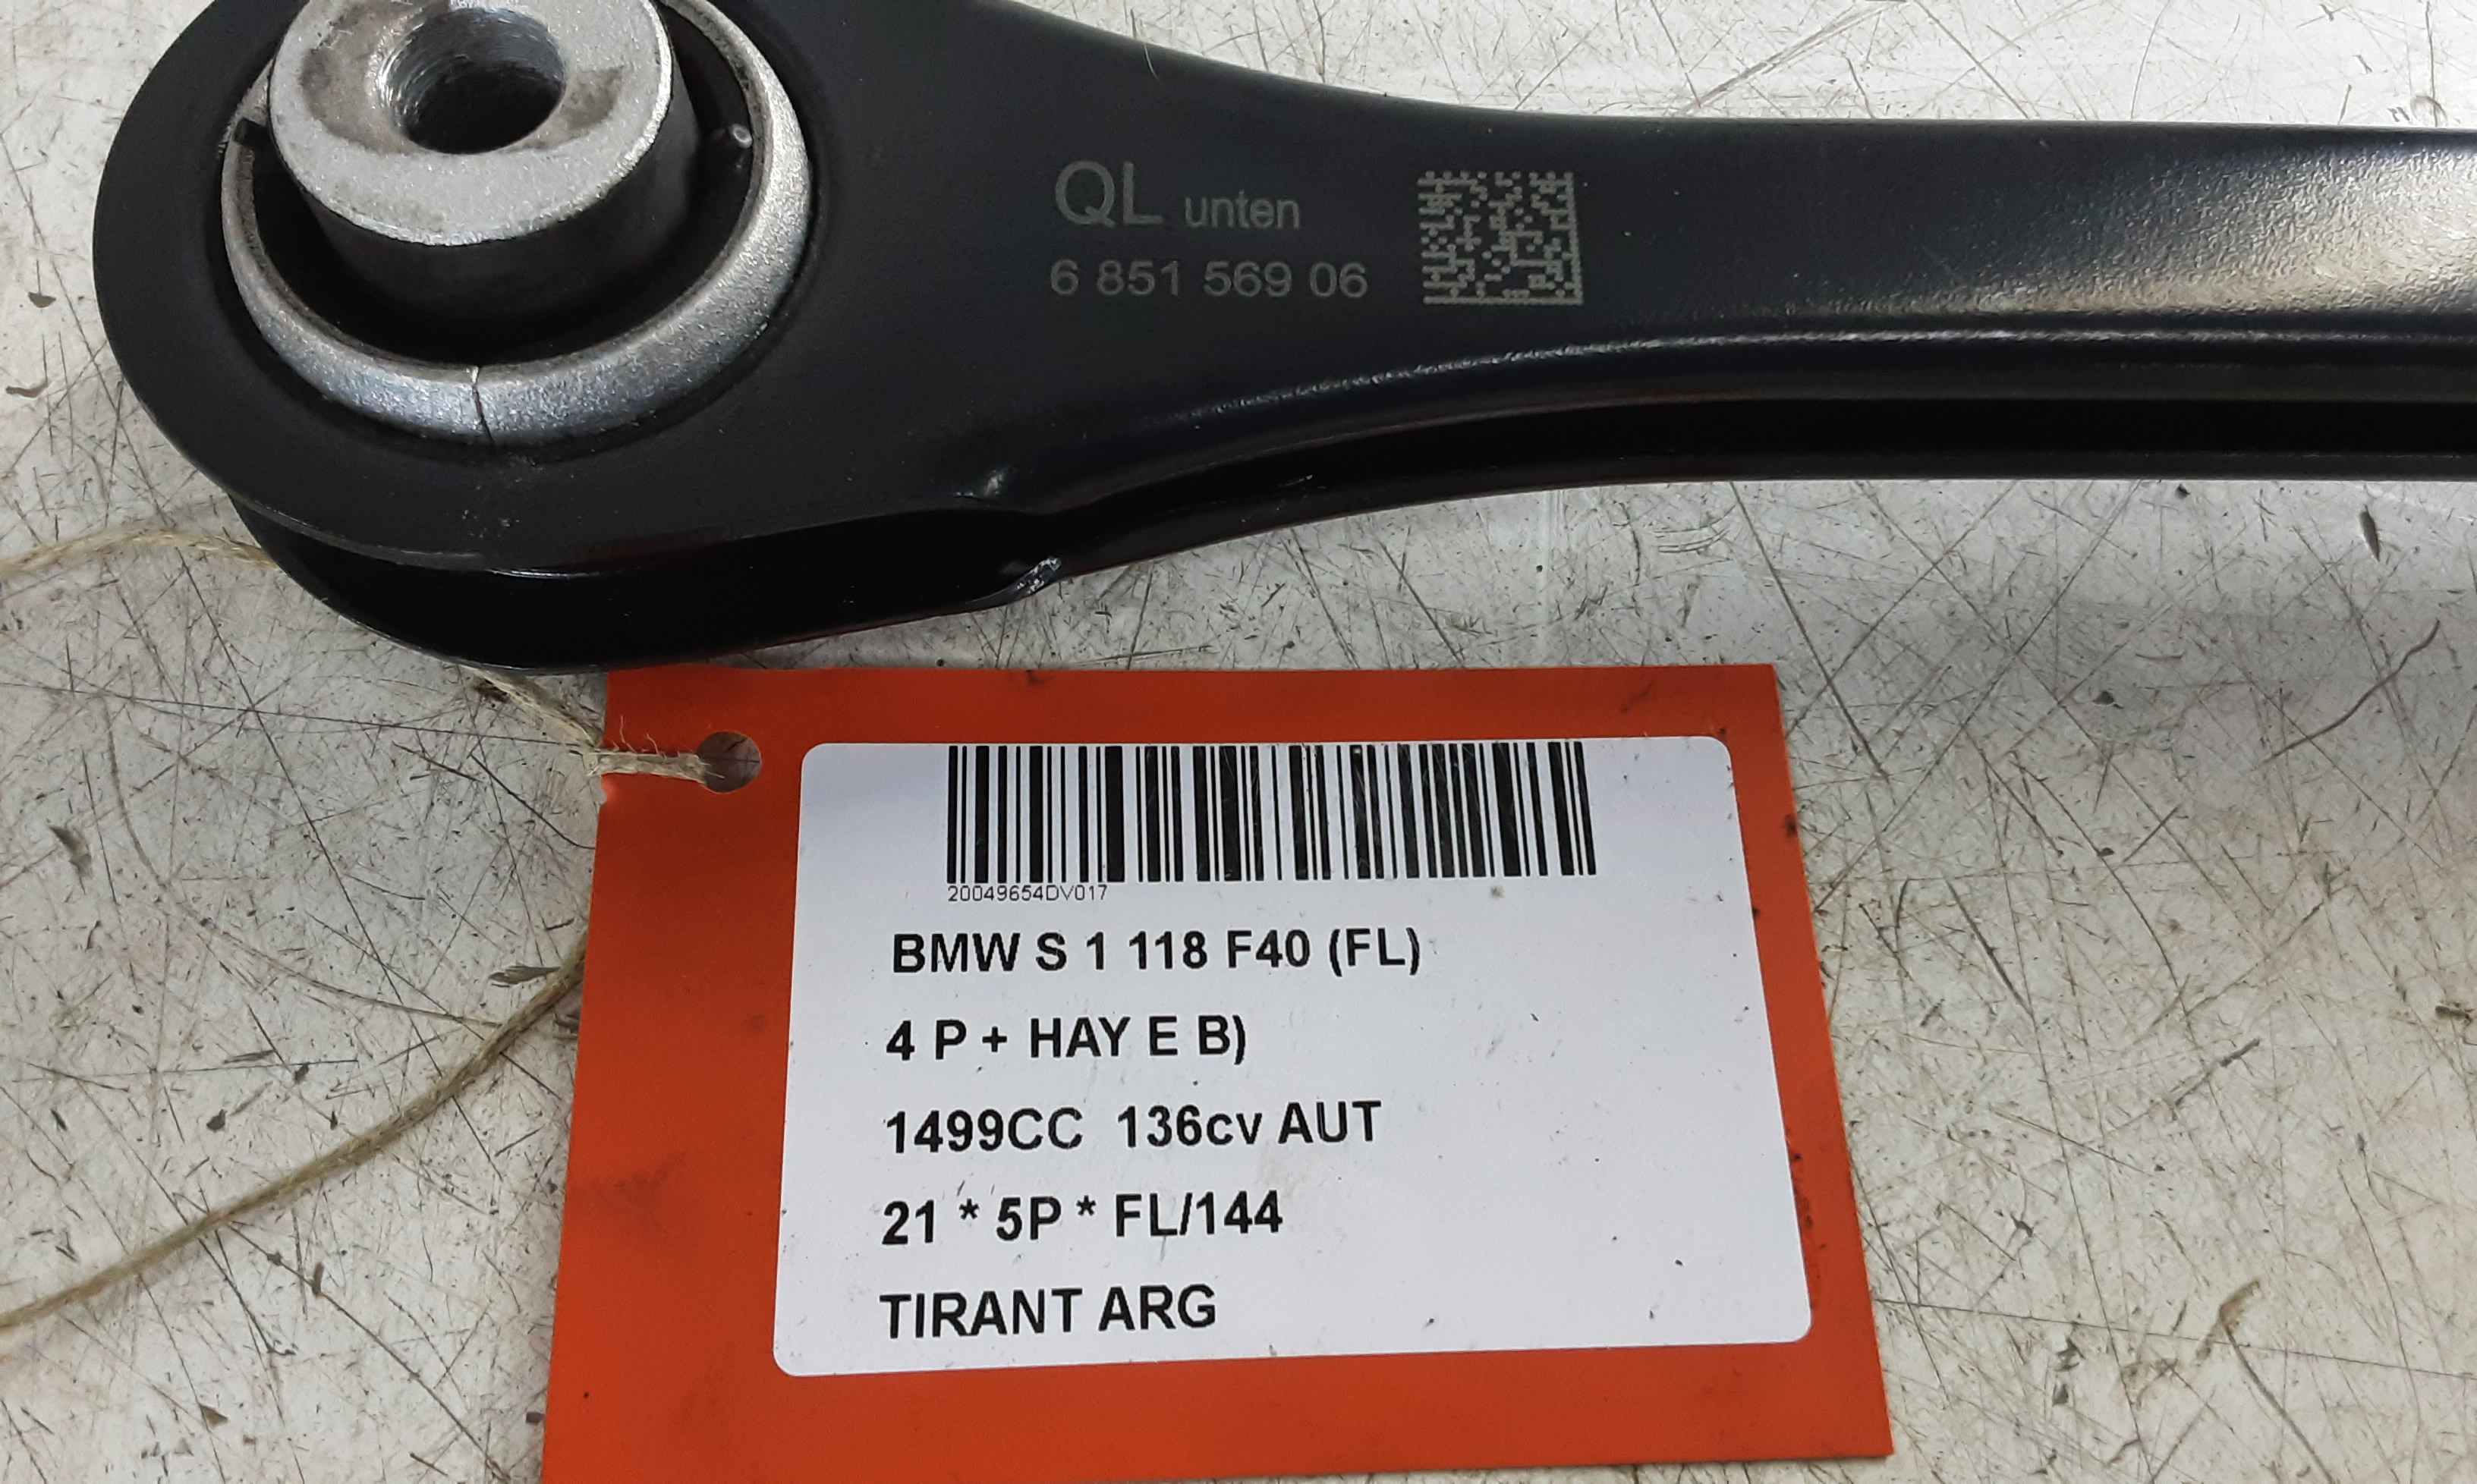 QL unten
6 851 569 06
20049654DV017
BMW S 1 118 F40 (FL)
4 P + HAY E B)
1499CC 136cv AUT
21 * 5P * FL/144
TIRANT ARG